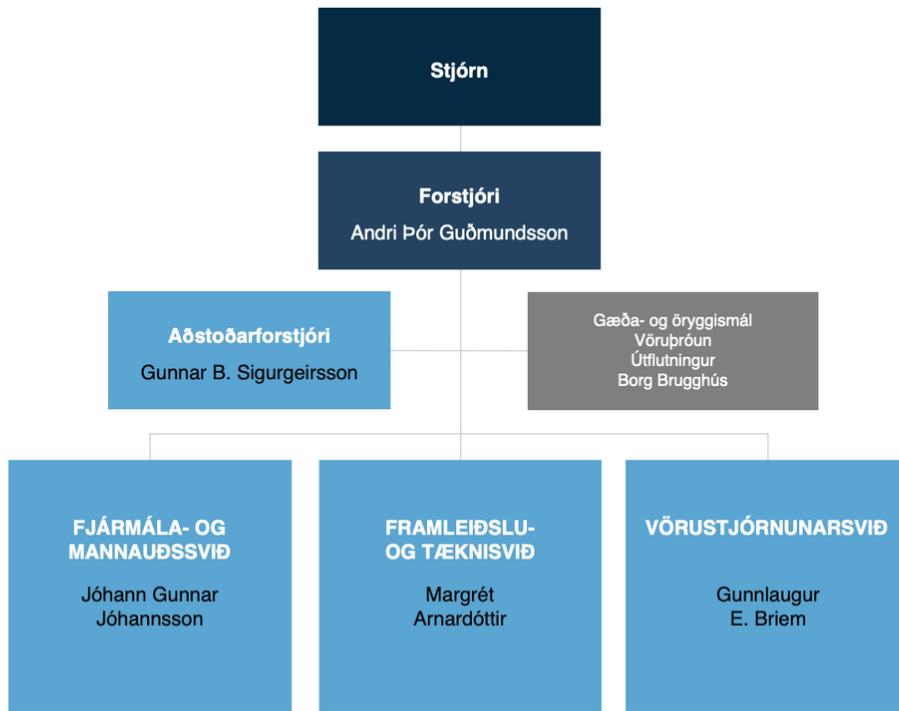 Stjórn
Forstjóri
Andri Þór Guðmundsson
Aðstoðarforstjóri
Gunnar B. Sigurgeirsson
Gæða- og öryggismál
Vöruþróun
Útflutningur
Borg Brugghús
FJÁRMÁLA- OG
MANNAUÐSSVIÐ
Jóhann Gunnar
Jóhannsson
FRAMLEIÐSLU-
OG TÆKNISVIÐ
Margrét
Arnardóttir
VÖRUSTJÓRNUNARSVIÐ
Gunnlaugur
E. Briem